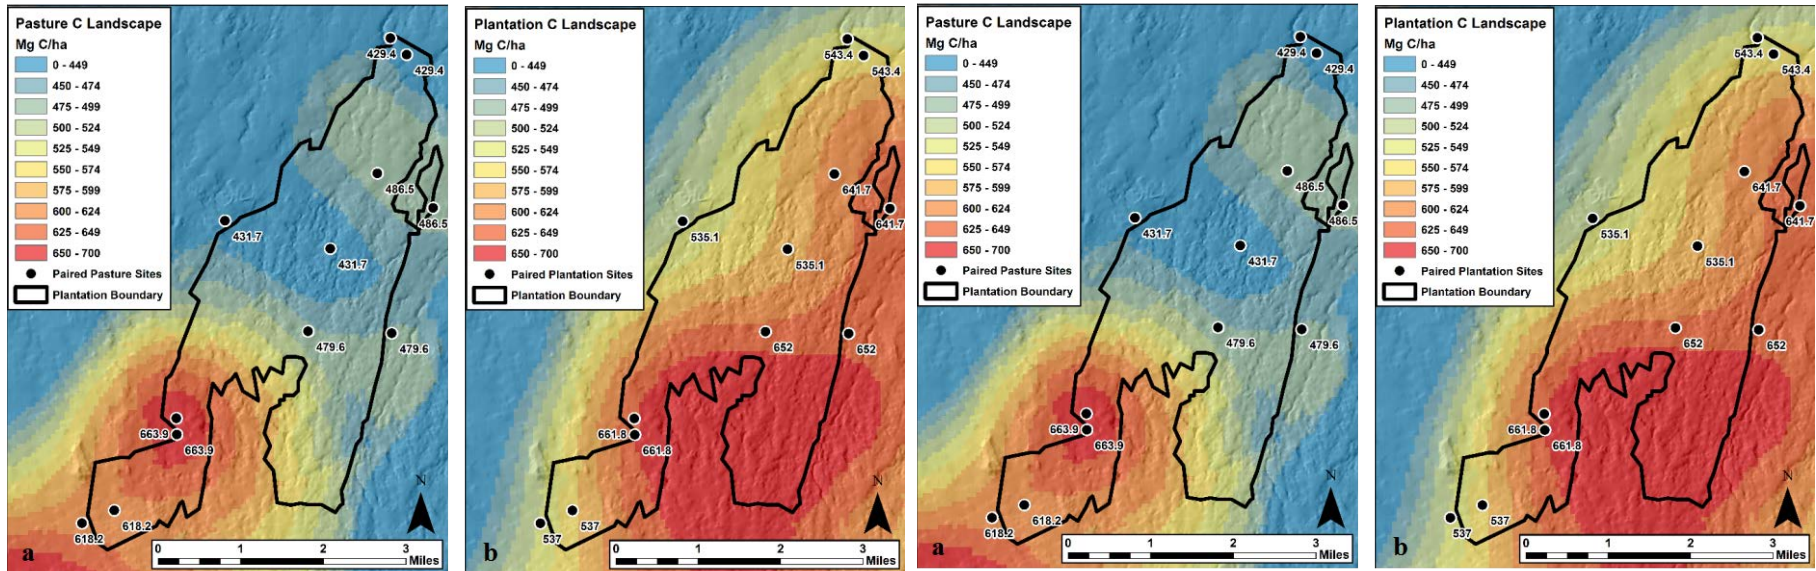 Pasture C Landscape
Mg C/ha
0 - 449
450 - 474
475 - 499
500 - 524
525 - 549
550 - 574
575 - 599
600 - 624
625 - 649
650 - 700
Paired Pasture Sites
Plantation Boundary
429.4
429.4
486.5
486.5
431.7
431.7
479.6
479.6
663.9
663.9
618.2
618.2
N
a
0 1 2 3
Miles
Plantation C Landscape
Mg C/ha
0 - 449
450 - 474
475 - 499
500 - 524
525 - 549
550 - 574
575 - 599
600 - 624
625 - 649
650 - 700
Paired Plantation Sites
Plantation Boundary
543.4
543.4
641.7
641.7
535.1
535.1
652
652
661.8
661.8
537
537
N
b
0 1 2 3
Miles
Pasture C Landscape
Mg C/ha
0 - 449
450 - 474
475 - 499
500 - 524
525 - 549
550 - 574
575 - 599
600 - 624
625 - 649
650 - 700
Paired Pasture Sites
Plantation Boundary
429.4
429.4
486.5
486.5
431.7
431.7
479.6
479.6
663.9
663.9
618.2
618.2
N
a
0 1 2 3
Miles
Plantation C Landscape
Mg C/ha
0 - 449
450 - 474
475 - 499
500 - 524
525 - 549
550 - 574
575 - 599
600 - 624
625 - 649
650 - 700
Paired Plantation Sites
Plantation Boundary
543.4
543.4
641.7
641.7
535.1
535.1
652
652
661.8
661.8
537
537
N
b
0 1 2 3
Miles